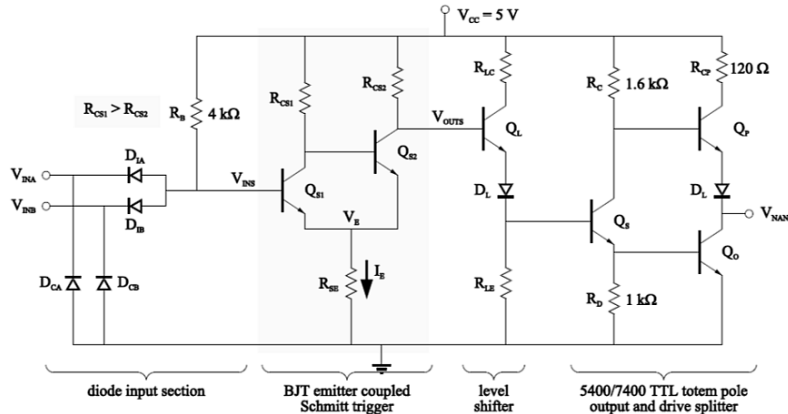 V_CC = 5 V
R_LC
R_C 1.6 kΩ
R_CP 120 Ω
R_CS1
R_CS2
R_CS1 > R_CS2
R_B 4 kΩ
V_OUTS
Q_L
Q_P
D_IA
V_INA
V_INS
Q_S1
Q_S2
D_L
D_L
V_INB
D_IB
V_E
Q_S
V_NAN
D_CA
D_CB
R_SE
I_E
R_LE
R_D 1 kΩ
Q_O
diode input section
BJT emitter coupled
Schmitt trigger
level
shifter
5400/7400 TTL totem pole
output and drive splitter